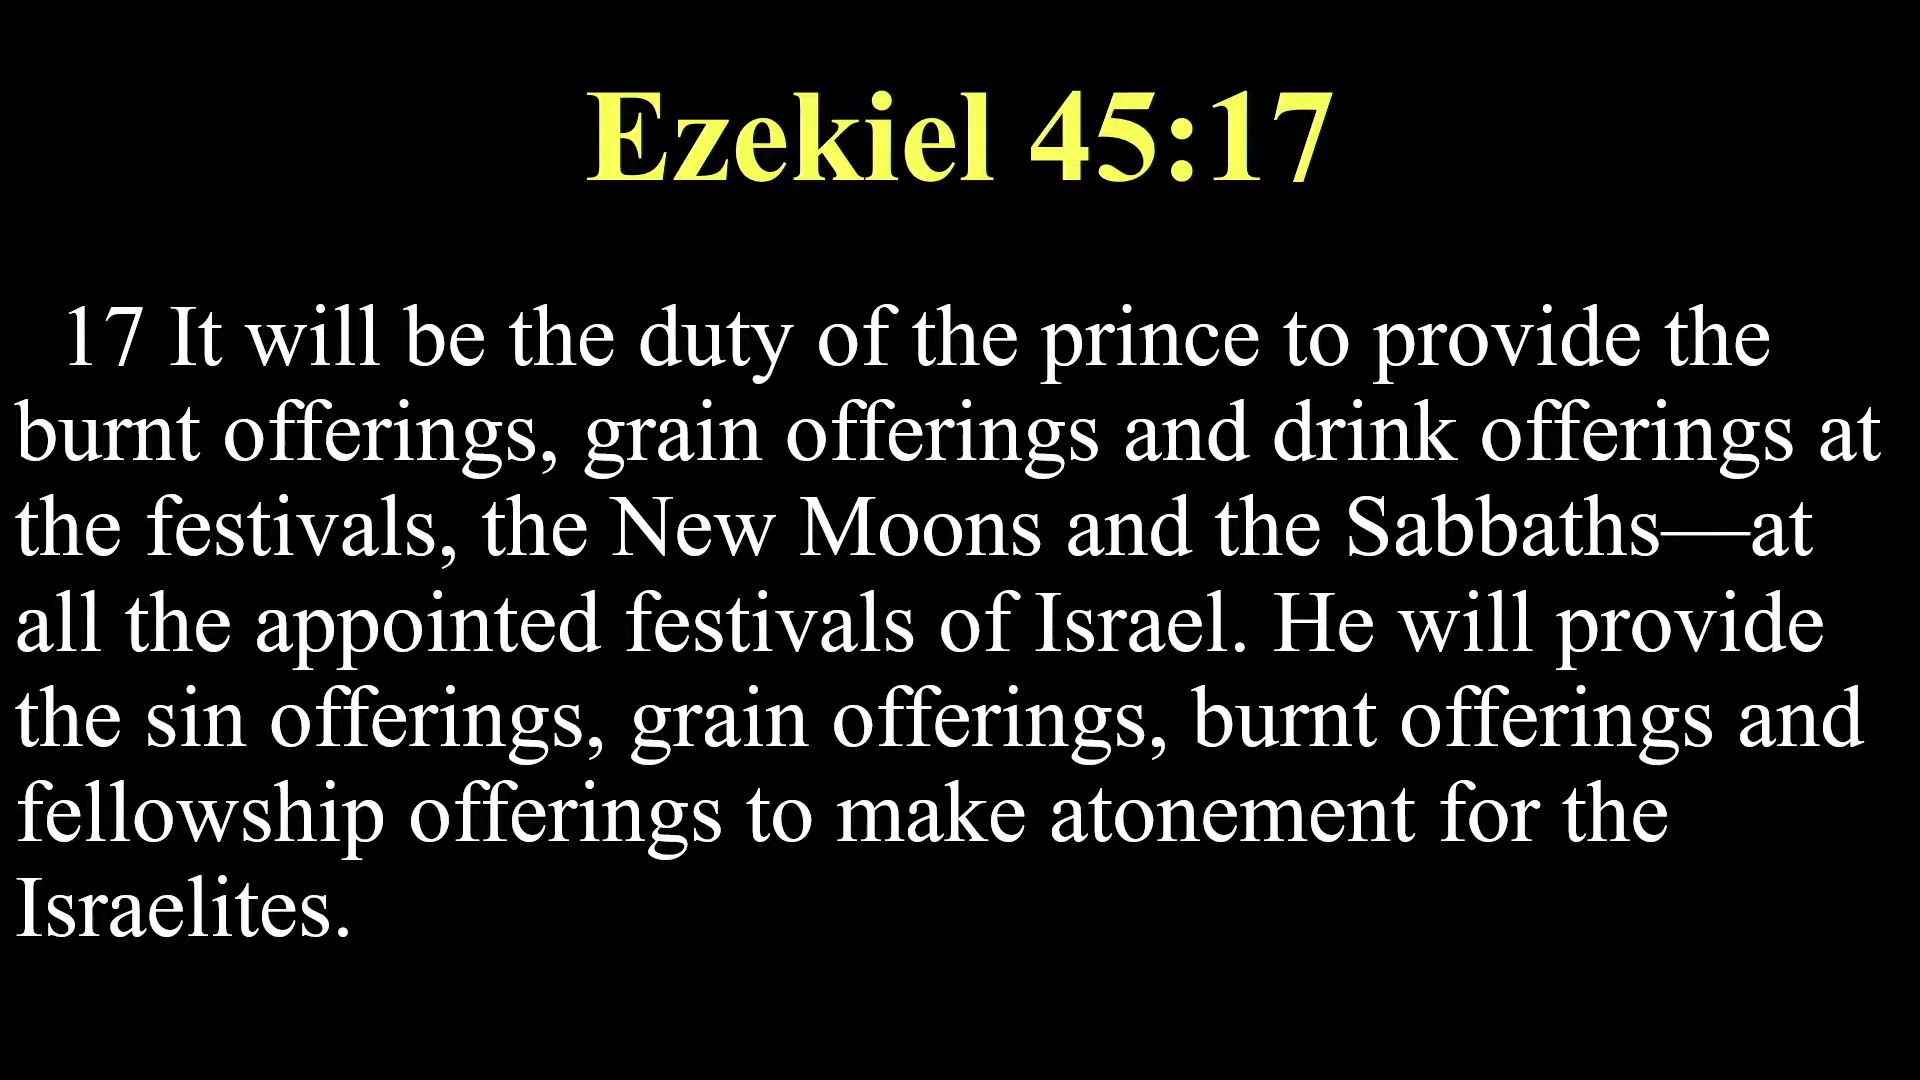 Ezekiel 45:17
17 It will be the duty of the prince to provide the
burnt offerings, grain offerings and drink offerings at
the festivals, the New Moons and the Sabbaths—at
all the appointed festivals of Israel. He will provide
the sin offerings, grain offerings, burnt offerings and
fellowship offerings to make atonement for the
Israelites.